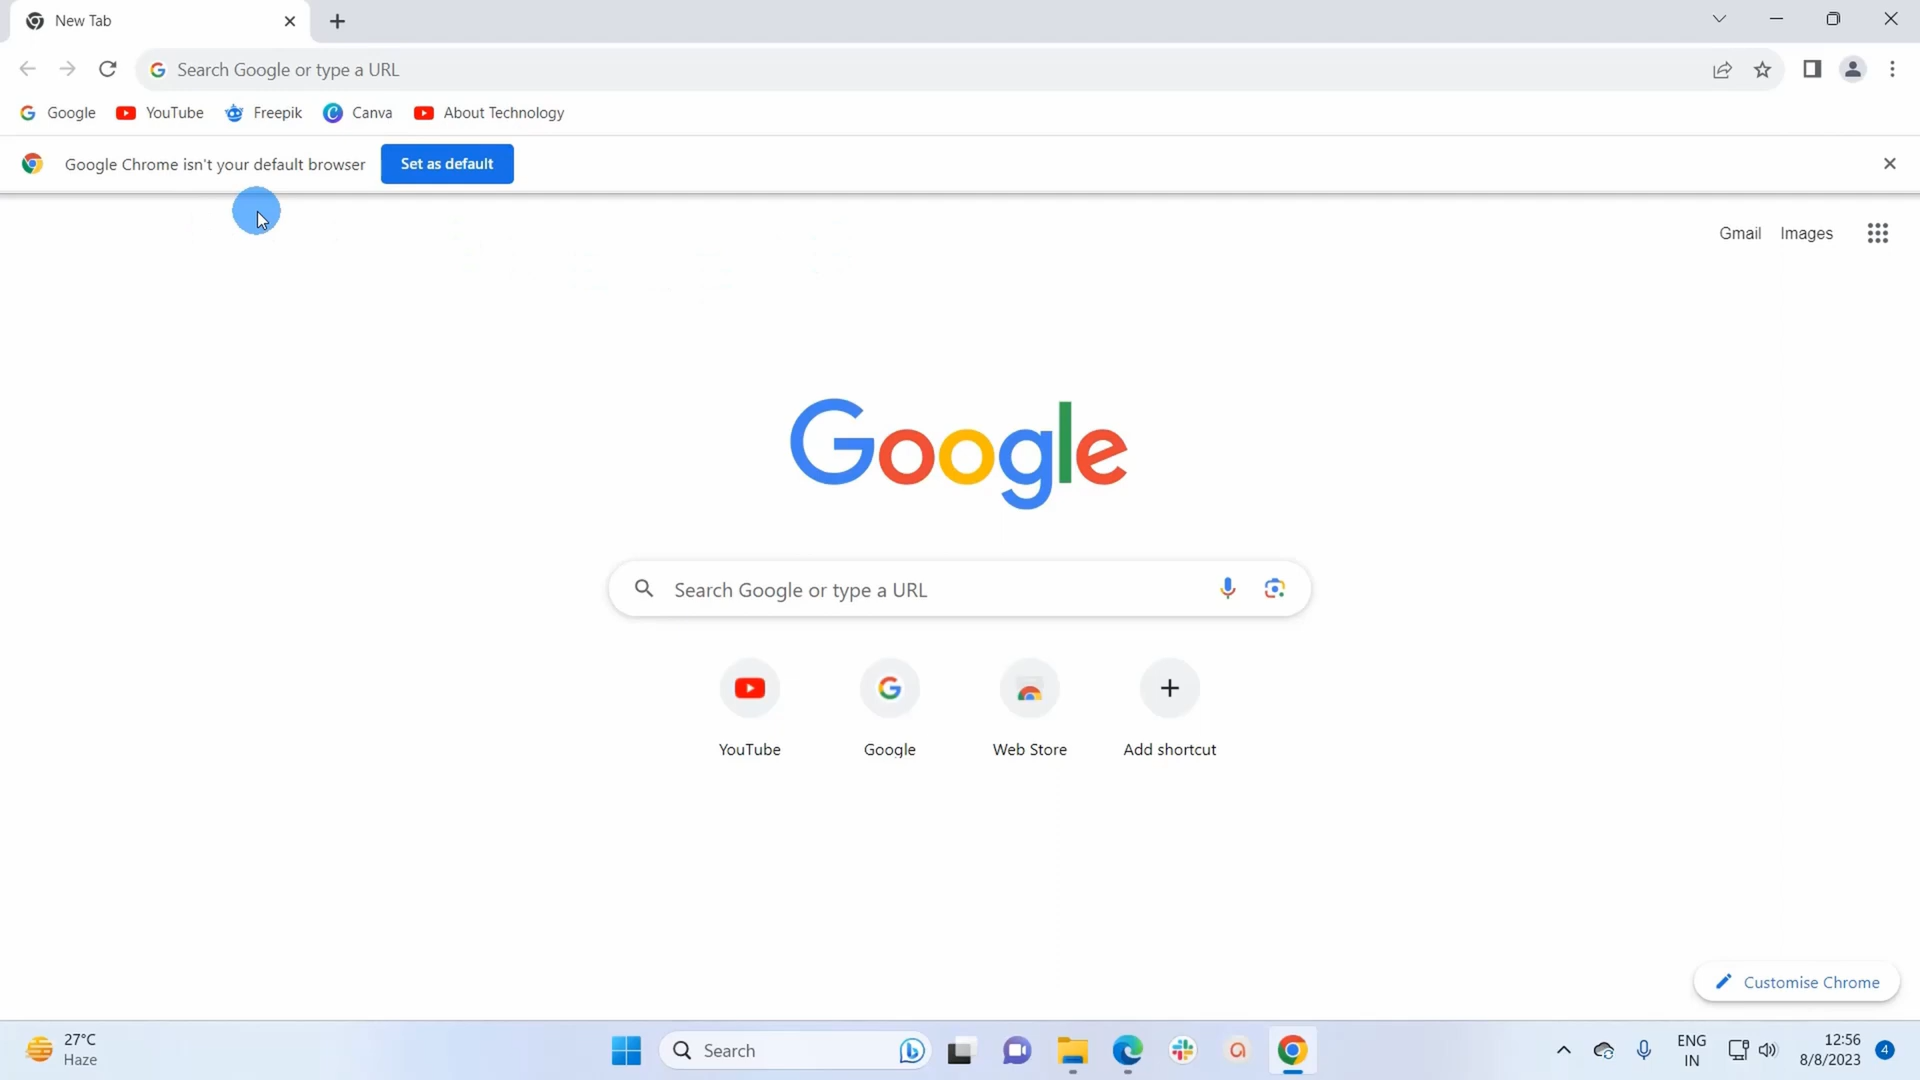 New Tab
Search Google or type a URL
Google YouTube Freepik Canva About Technology
Google Chrome isn't your default browser Set as default
Gmail Images
Google
Search Google or type a URL
YouTube Google Web Store Add shortcut
Customise Chrome
27°C
Haze
Search
ENG
IN
12:56
8/8/2023
4